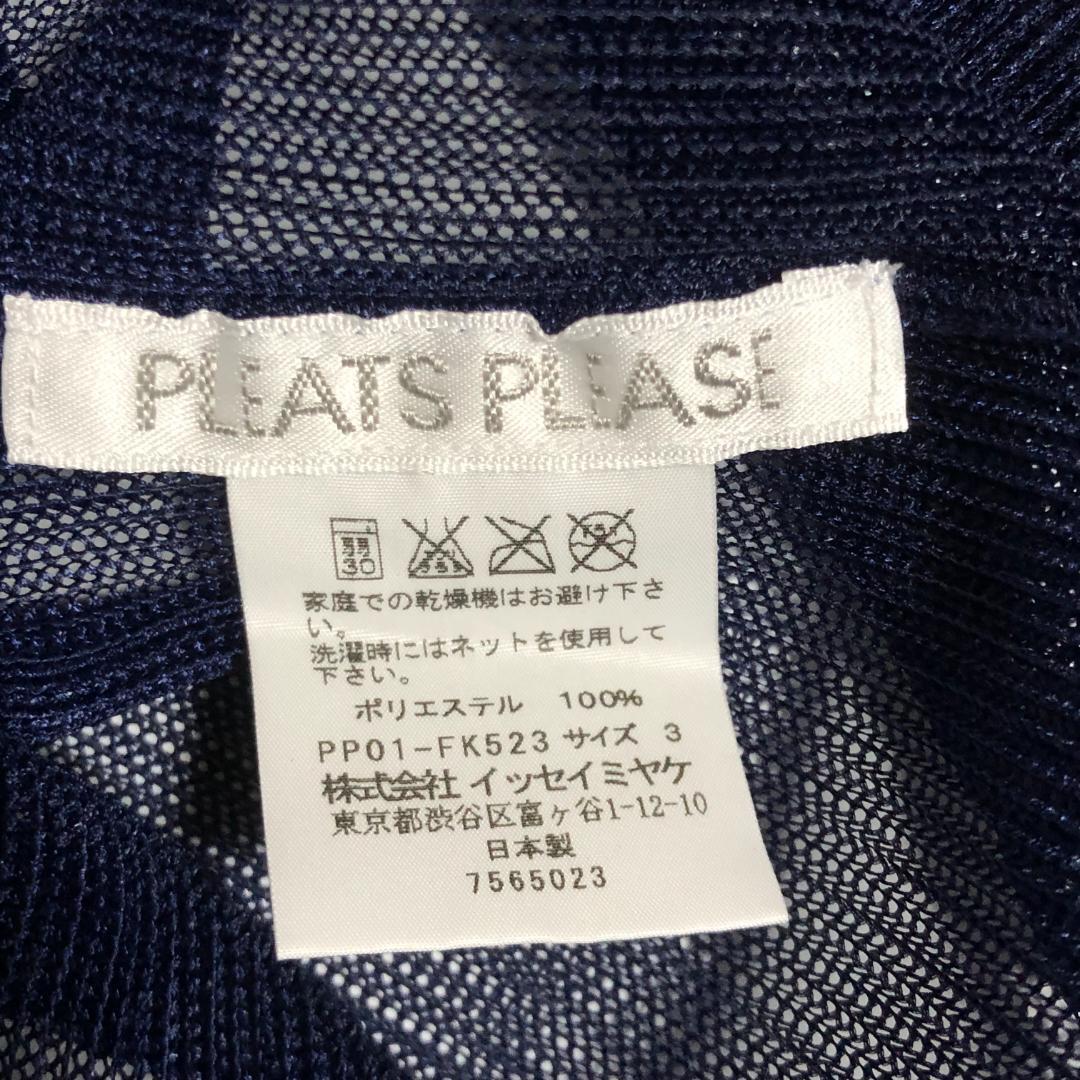 PLEATS PLEASE
弱
30
家庭での乾燥機はお避け下さ
い。
洗濯時にはネットを使用して
下さい。
ポリエステル 100%
PP01-FK523 サイズ 3
株式会社 イッセイミヤケ
東京都渋谷区富ヶ谷1-12-10
日本製
7565023